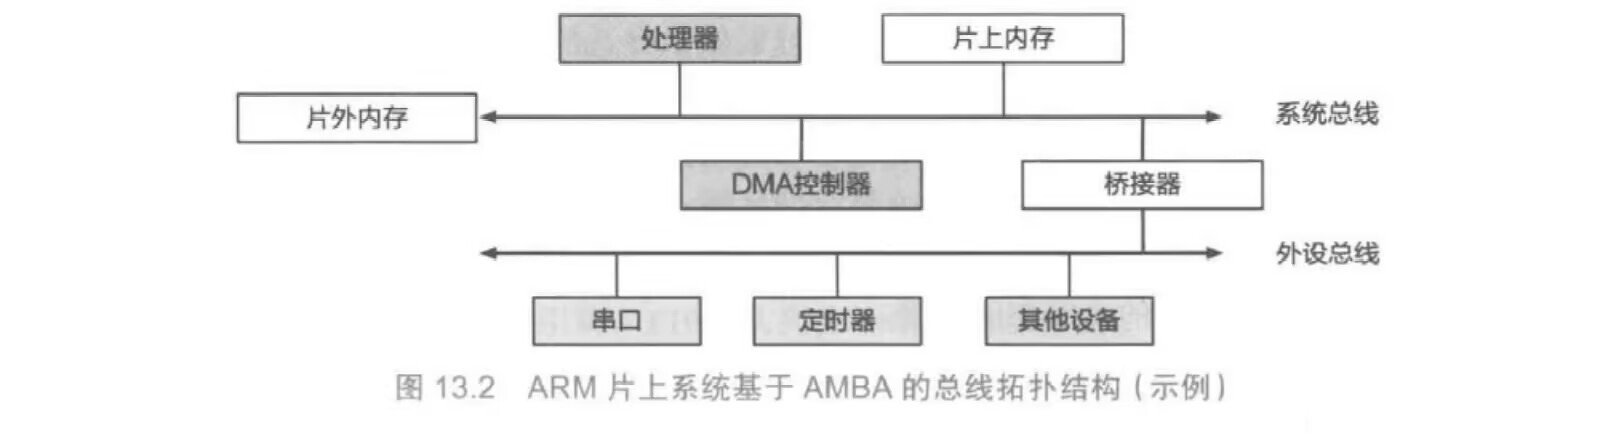 处理器
片上内存
片外内存
系统总线
DMA控制器
桥接器
外设总线
串口
定时器
其他设备
图 13.2 ARM 片上系统基于 AMBA 的总线拓扑结构（示例）